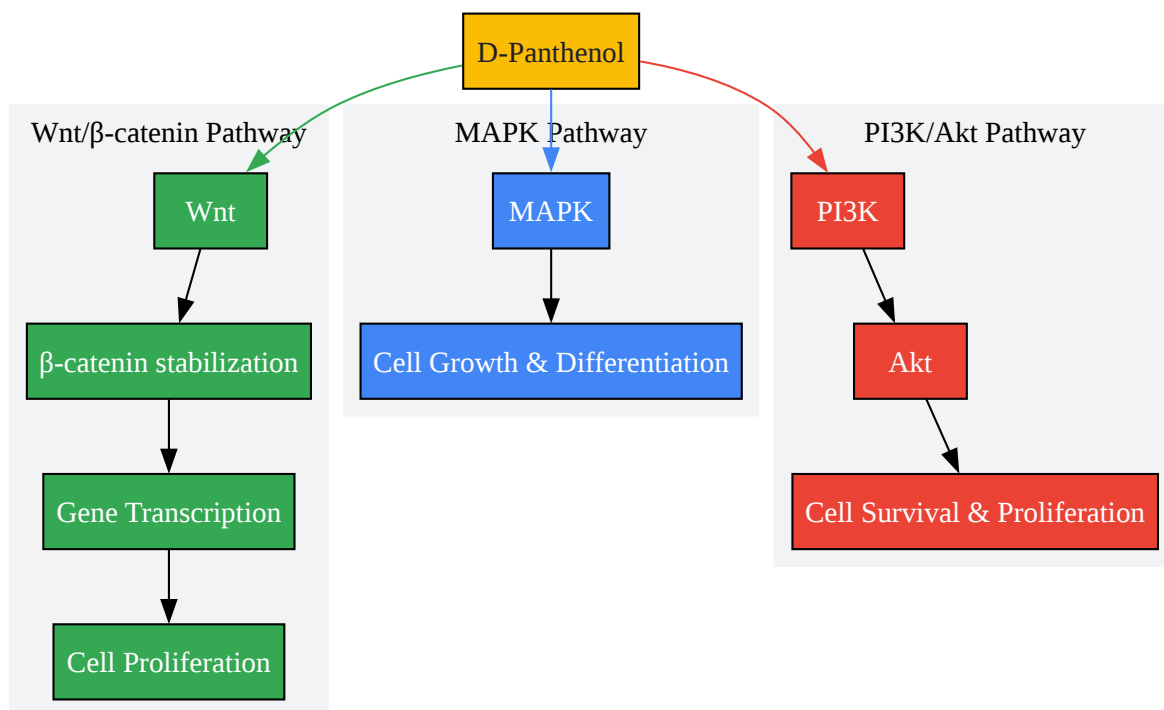 D-Panthenol
Wnt/β-catenin Pathway
Wnt
β-catenin stabilization
Gene Transcription
Cell Proliferation
MAPK Pathway
MAPK
Cell Growth & Differentiation
PI3K/Akt Pathway
PI3K
Akt
Cell Survival & Proliferation